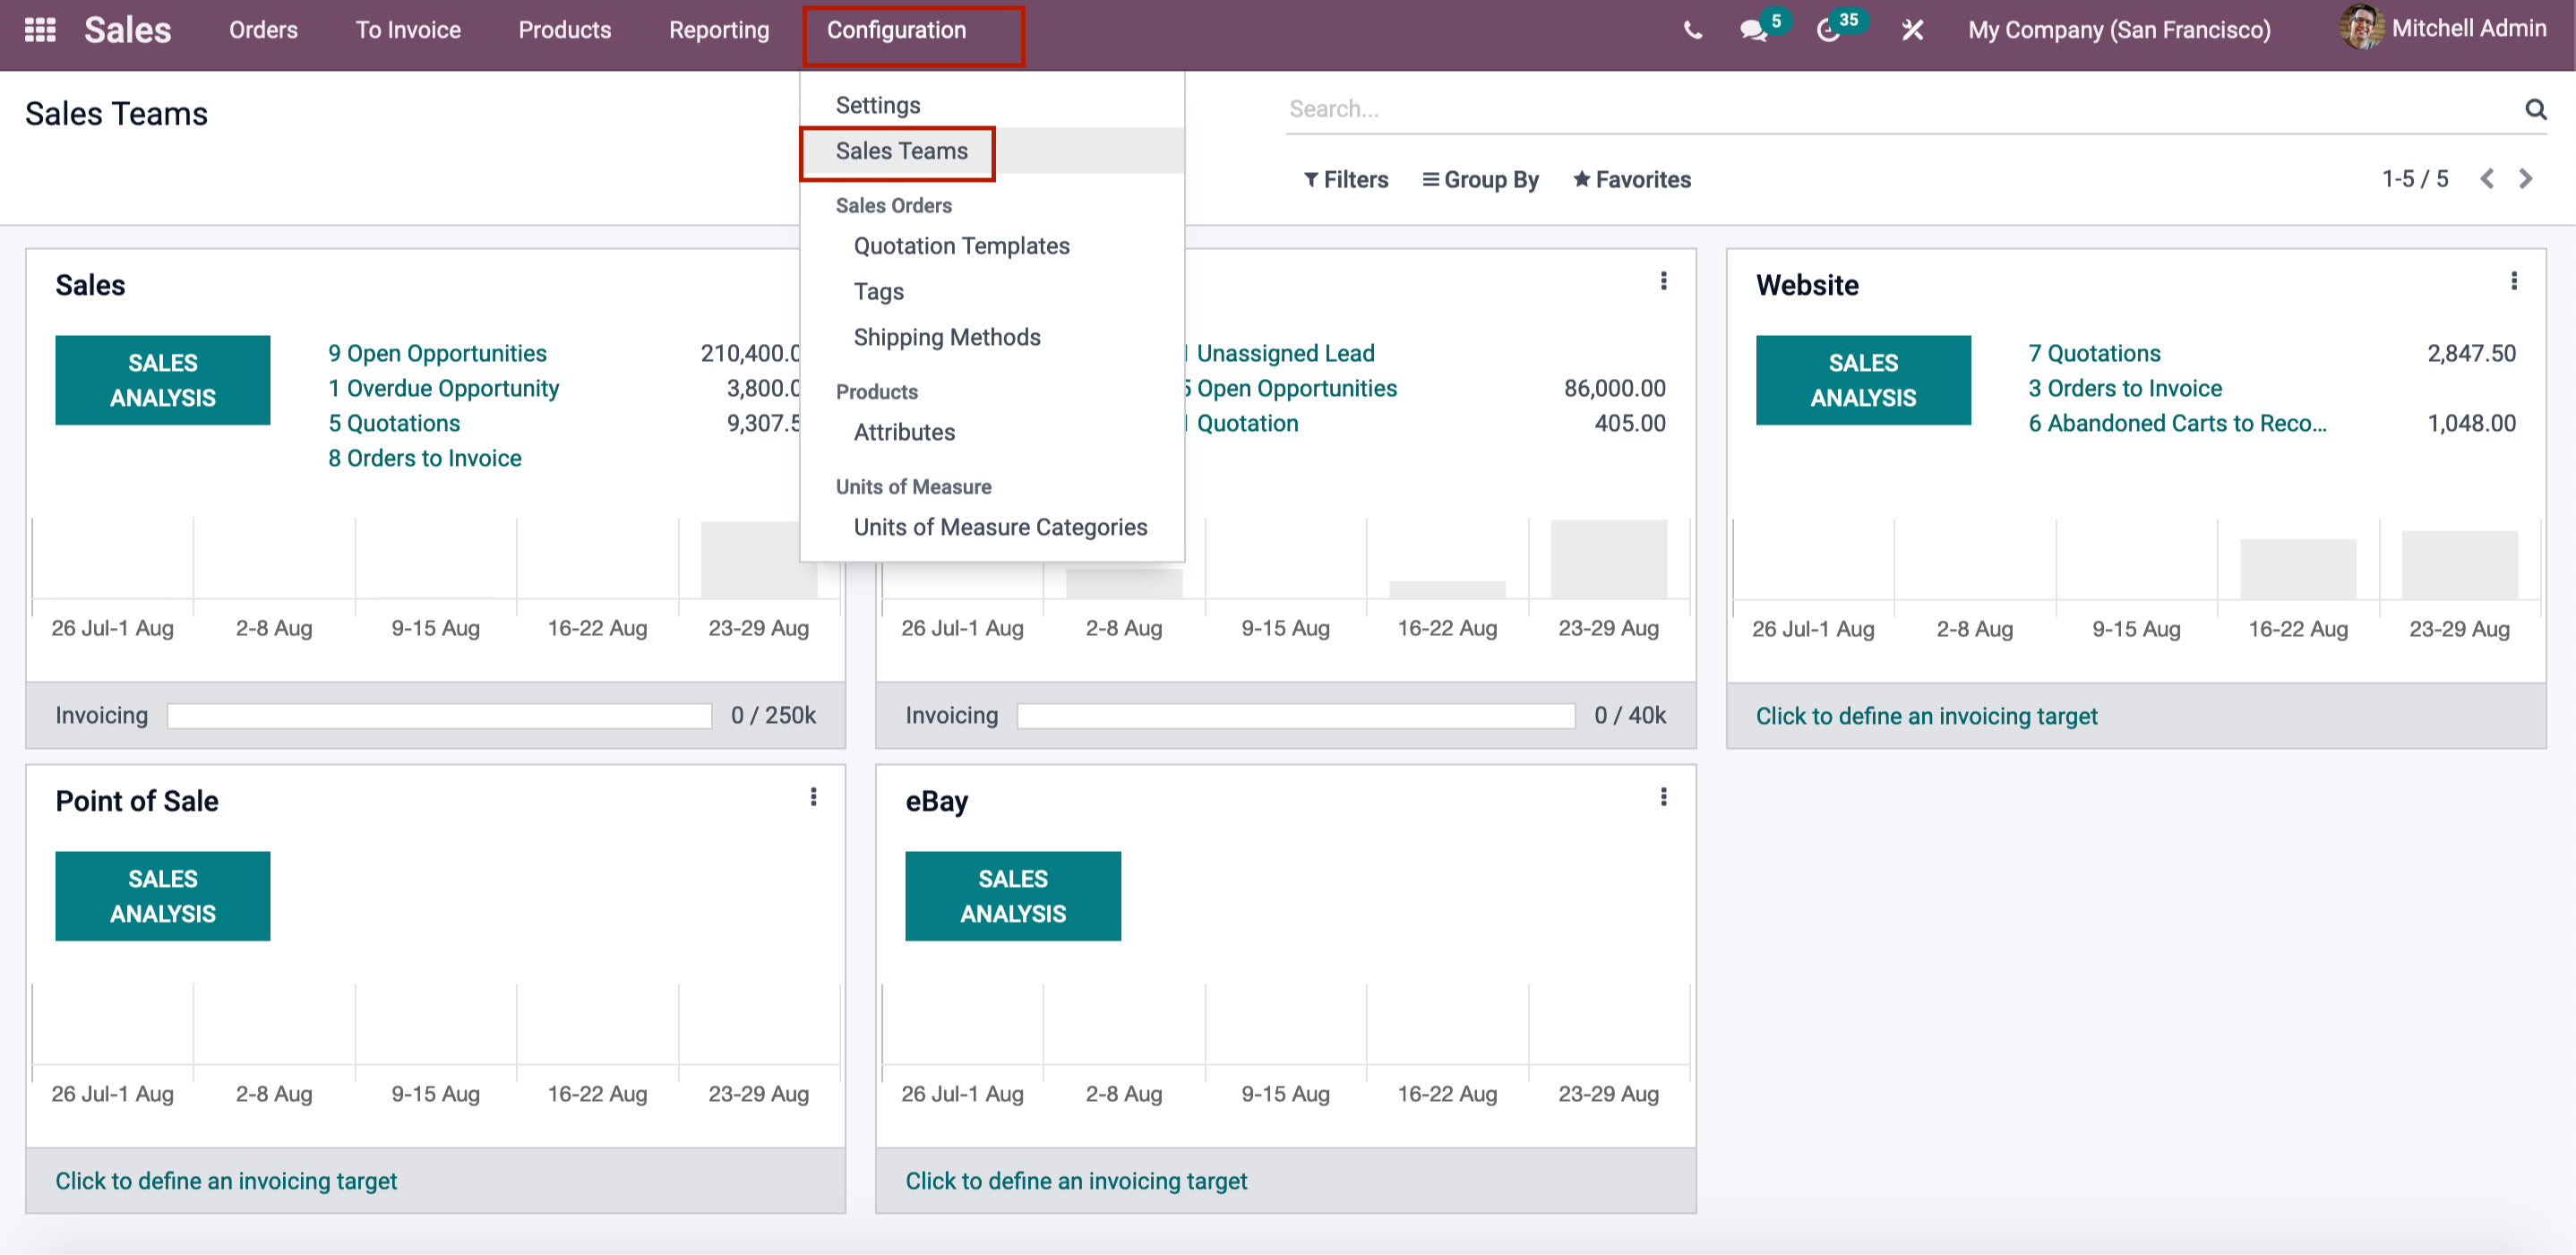 Sales Orders To Invoice Products Reporting Configuration 5 35 My Company (San Francisco) Mitchell Admin
Sales Teams
Search...
Filters Group By Favorites 1-5 / 5
Settings
Sales Teams
Sales Orders
Quotation Templates
Tags
Shipping Methods
Products
Attributes
Units of Measure
Units of Measure Categories
Sales
SALES
ANALYSIS
9 Open Opportunities 210,400.0
1 Overdue Opportunity 3,800.0
5 Quotations 9,307.5
8 Orders to Invoice
26 Jul-1 Aug 2-8 Aug 9-15 Aug 16-22 Aug 23-29 Aug
Invoicing 0 / 250k
Unassigned Lead
5 Open Opportunities 86,000.00
Quotation 405.00
26 Jul-1 Aug 2-8 Aug 9-15 Aug 16-22 Aug 23-29 Aug
Invoicing 0 / 40k
Website
SALES
ANALYSIS
7 Quotations 2,847.50
3 Orders to Invoice
6 Abandoned Carts to Reco... 1,048.00
26 Jul-1 Aug 2-8 Aug 9-15 Aug 16-22 Aug 23-29 Aug
Click to define an invoicing target
Point of Sale
SALES
ANALYSIS
26 Jul-1 Aug 2-8 Aug 9-15 Aug 16-22 Aug 23-29 Aug
Click to define an invoicing target
eBay
SALES
ANALYSIS
26 Jul-1 Aug 2-8 Aug 9-15 Aug 16-22 Aug 23-29 Aug
Click to define an invoicing target